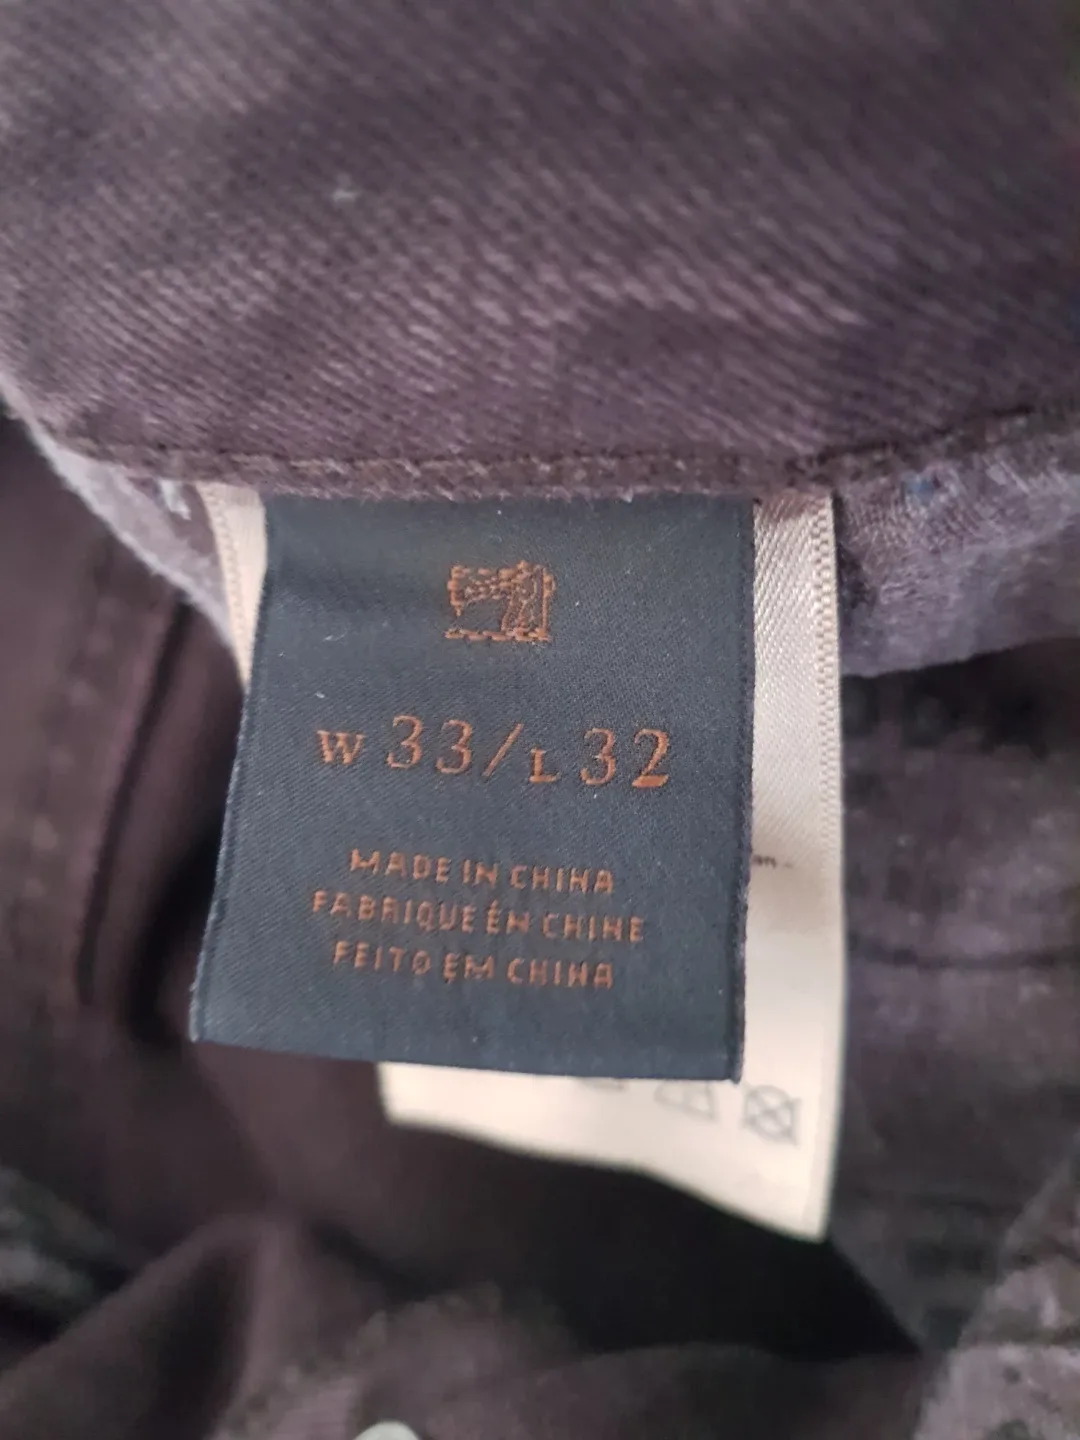 W 33/L 32
MADE IN CHINA
FABRIQUE ÉN CHINE
FEITO EM CHINA